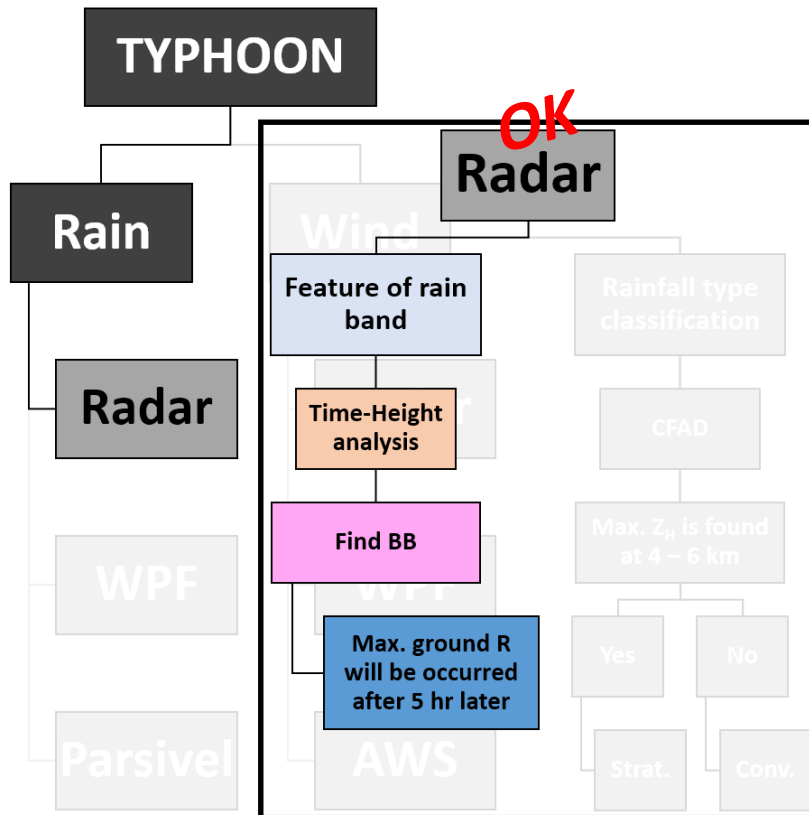 TYPHOON
Rain
Radar
WPF
Parsivel
OK
Radar
Wind
Feature of rain
band
Time-Height
analysis
Find BB
WPF
Max. ground R
will be occurred
after 5 hr later
AWS
Rainfall type
classification
CFAD
Max. Z_H is found
at 4 – 6 km
Yes
No
Strat.
Conv.